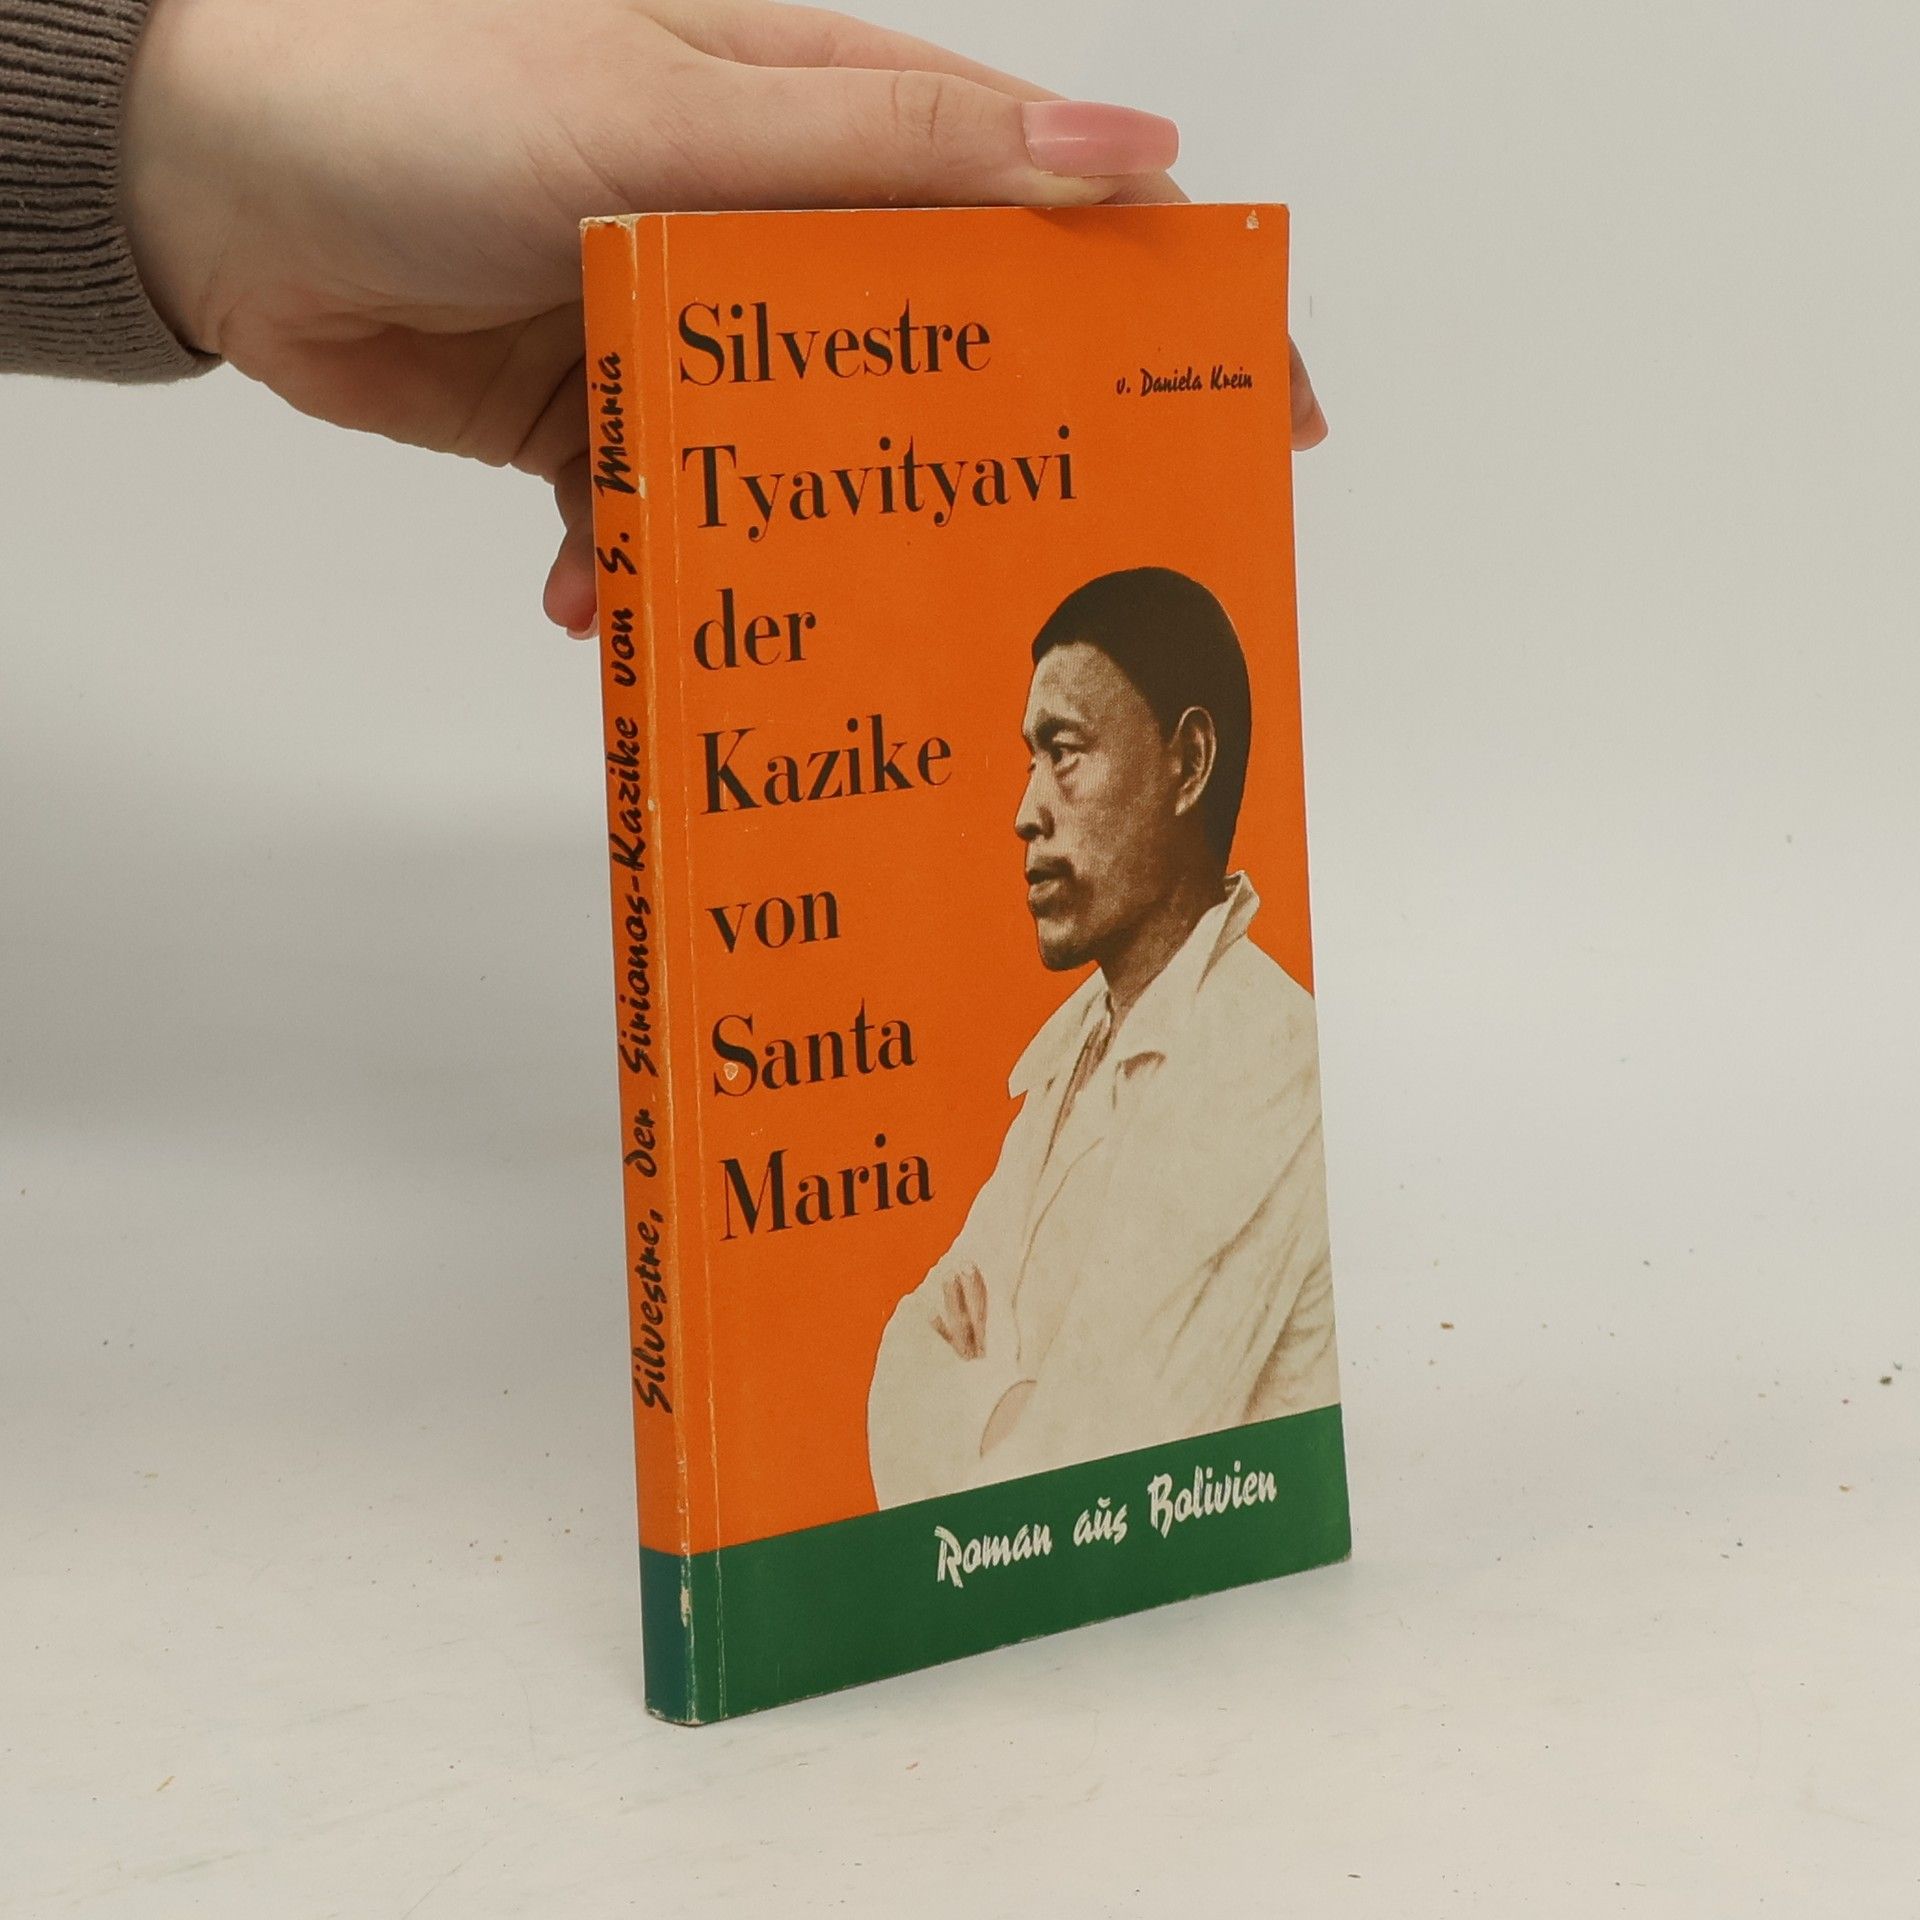 Silvestre
v. Daniela Krein
Tyavityavi
der
Kazike
von
Santa
Maria
Roman aus Bolivien
Silvestre, der Sirionos-Kazike von S. Maria